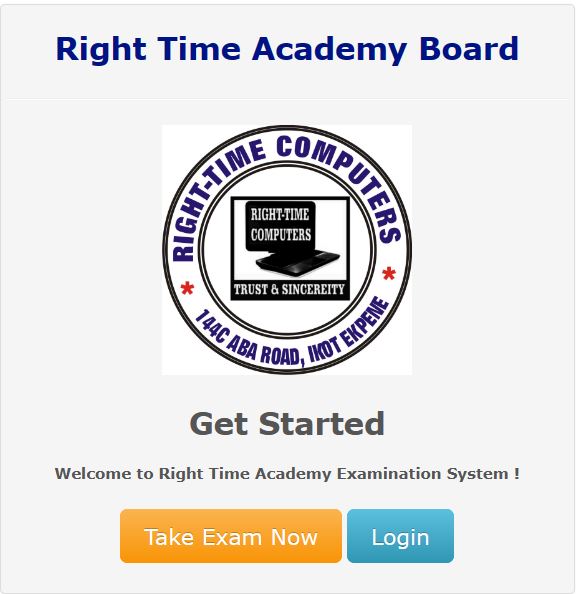 Right Time Academy Board
RIGHT-TIME COMPUTERS
RIGHT-TIME
COMPUTERS
TRUST & SINCEREITY
* 144C ABA ROAD, IKOT EKPENE *
Get Started
Welcome to Right Time Academy Examination System !
Take Exam Now
Login